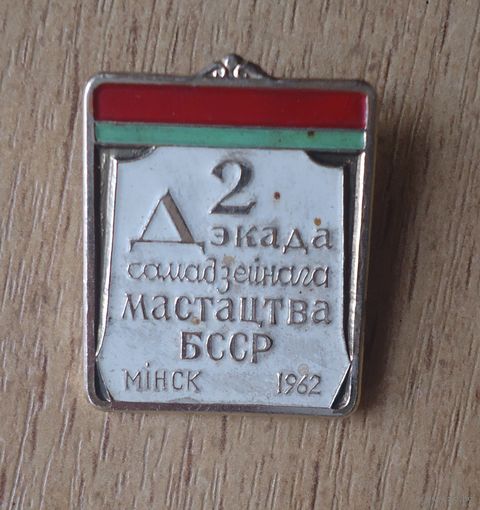 2
Дэкада
самадзейнага
мастацтва
БССР
Мінск 1962